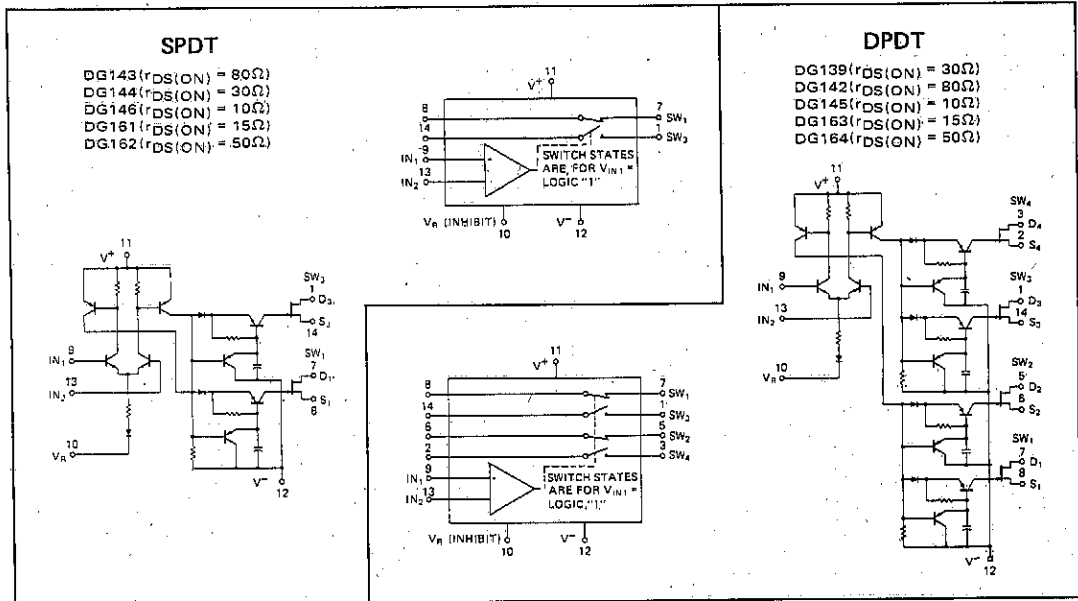 SPDT
DG143(rDS(ON) = 80Ω)
DG144(rDS(ON) = 30Ω)
DG146(rDS(ON) = 10Ω)
DG161(rDS(ON) = 15Ω)
DG162(rDS(ON) = 50Ω)
11
V+
SW3
1
D3
S3
14
SW1
7
D1
S1
8
9
IN1
13
IN2
10
VR
V-
12
11
V+
8
14
9
IN1
13
IN2
7
SW1
1
SW3
SWITCH STATES
ARE, FOR VIN1 =
LOGIC "1"
VR (INHIBIT)
10
V-
12
11
V+
8
14
6
2
9
IN1
13
IN2
7
SW1
1
SW3
5
SW2
3
SW4
SWITCH STATES
ARE FOR VIN1 =
LOGIC "1"
VR (INHIBIT)
10
V-
12
DPDT
DG139(rDS(ON) = 30Ω)
DG142(rDS(ON) = 80Ω)
DG145(rDS(ON) = 10Ω)
DG163(rDS(ON) = 15Ω)
DG164(rDS(ON) = 50Ω)
11
V+
9
IN1
13
IN2
10
VR
SW4
3
D4
2
S4
SW3
1
D3
14
S3
SW2
5
D2
6
S2
SW1
7
D1
8
S1
V-
12